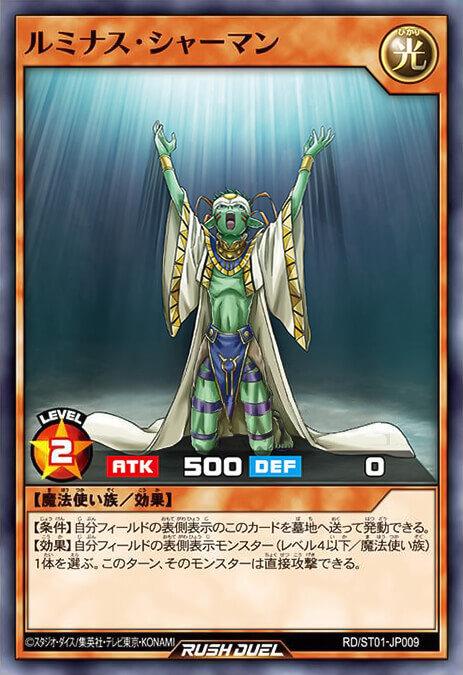 ルミナス・シャーマン
ひかり
光
LEVEL
2
ATK 500 DEF 0
【魔法使い族／効果】
【条件】自分フィールドの表側表示のこのカードを墓地へ送って発動できる。
【効果】自分フィールドの表側表示モンスター（レベル4以下／魔法使い族）
1体を選ぶ。このターン、そのモンスターは直接攻撃できる。
©スタジオ・ダイス/集英社・テレビ東京・KONAMI
RUSH DUEL
RD/ST01-JP009